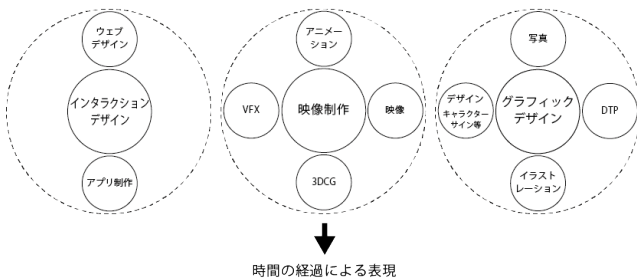 ウェブ
デザイン
インタラクション
デザイン
アプリ制作
アニメー
ション
VFX
映像制作
映像
3DCG
写真
デザイン
キャラクター
サイン等
グラフィック
デザイン
DTP
イラスト
レーション
時間の経過による表現